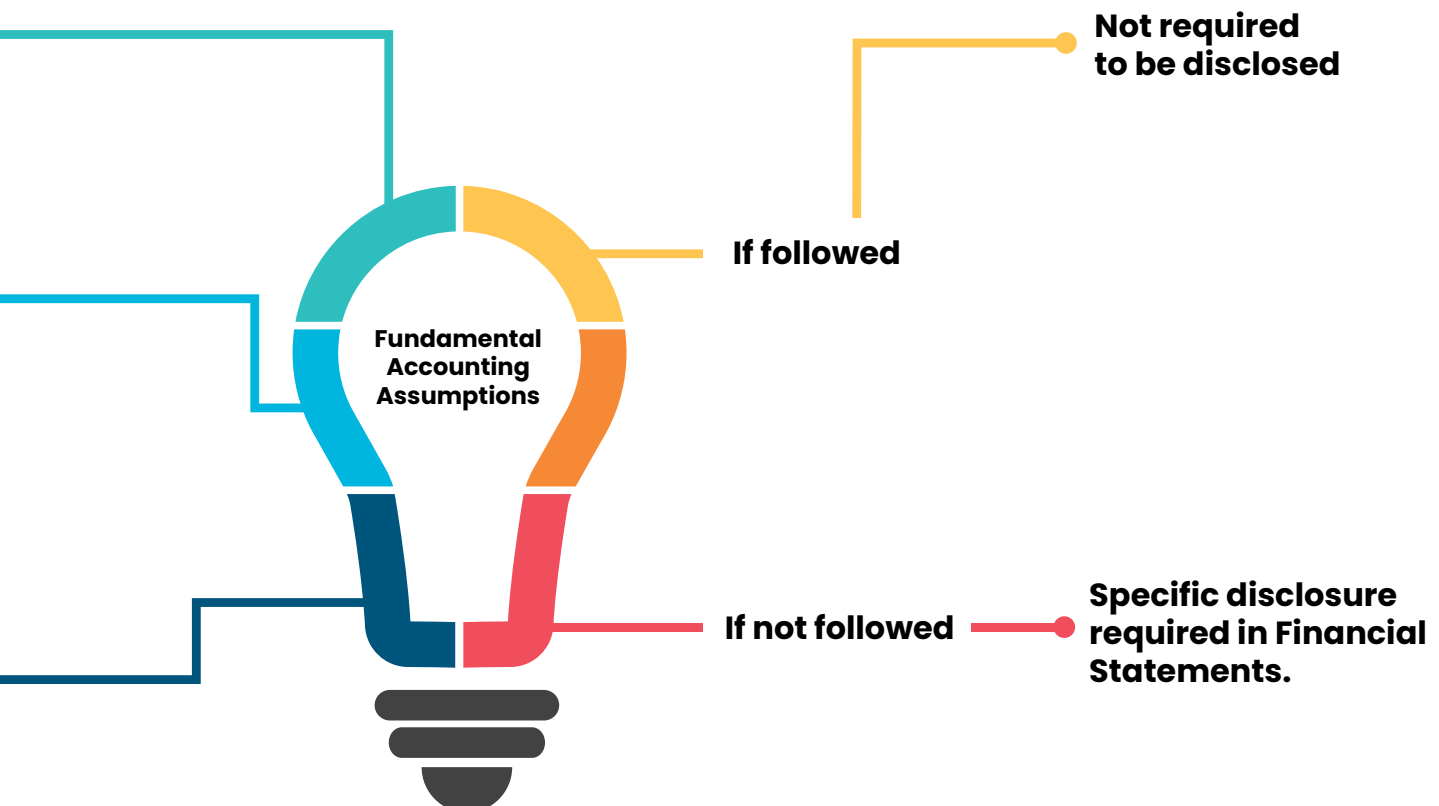 Not required
to be disclosed
If followed
Fundamental
Accounting
Assumptions
If not followed
Specific disclosure
required in Financial
Statements.